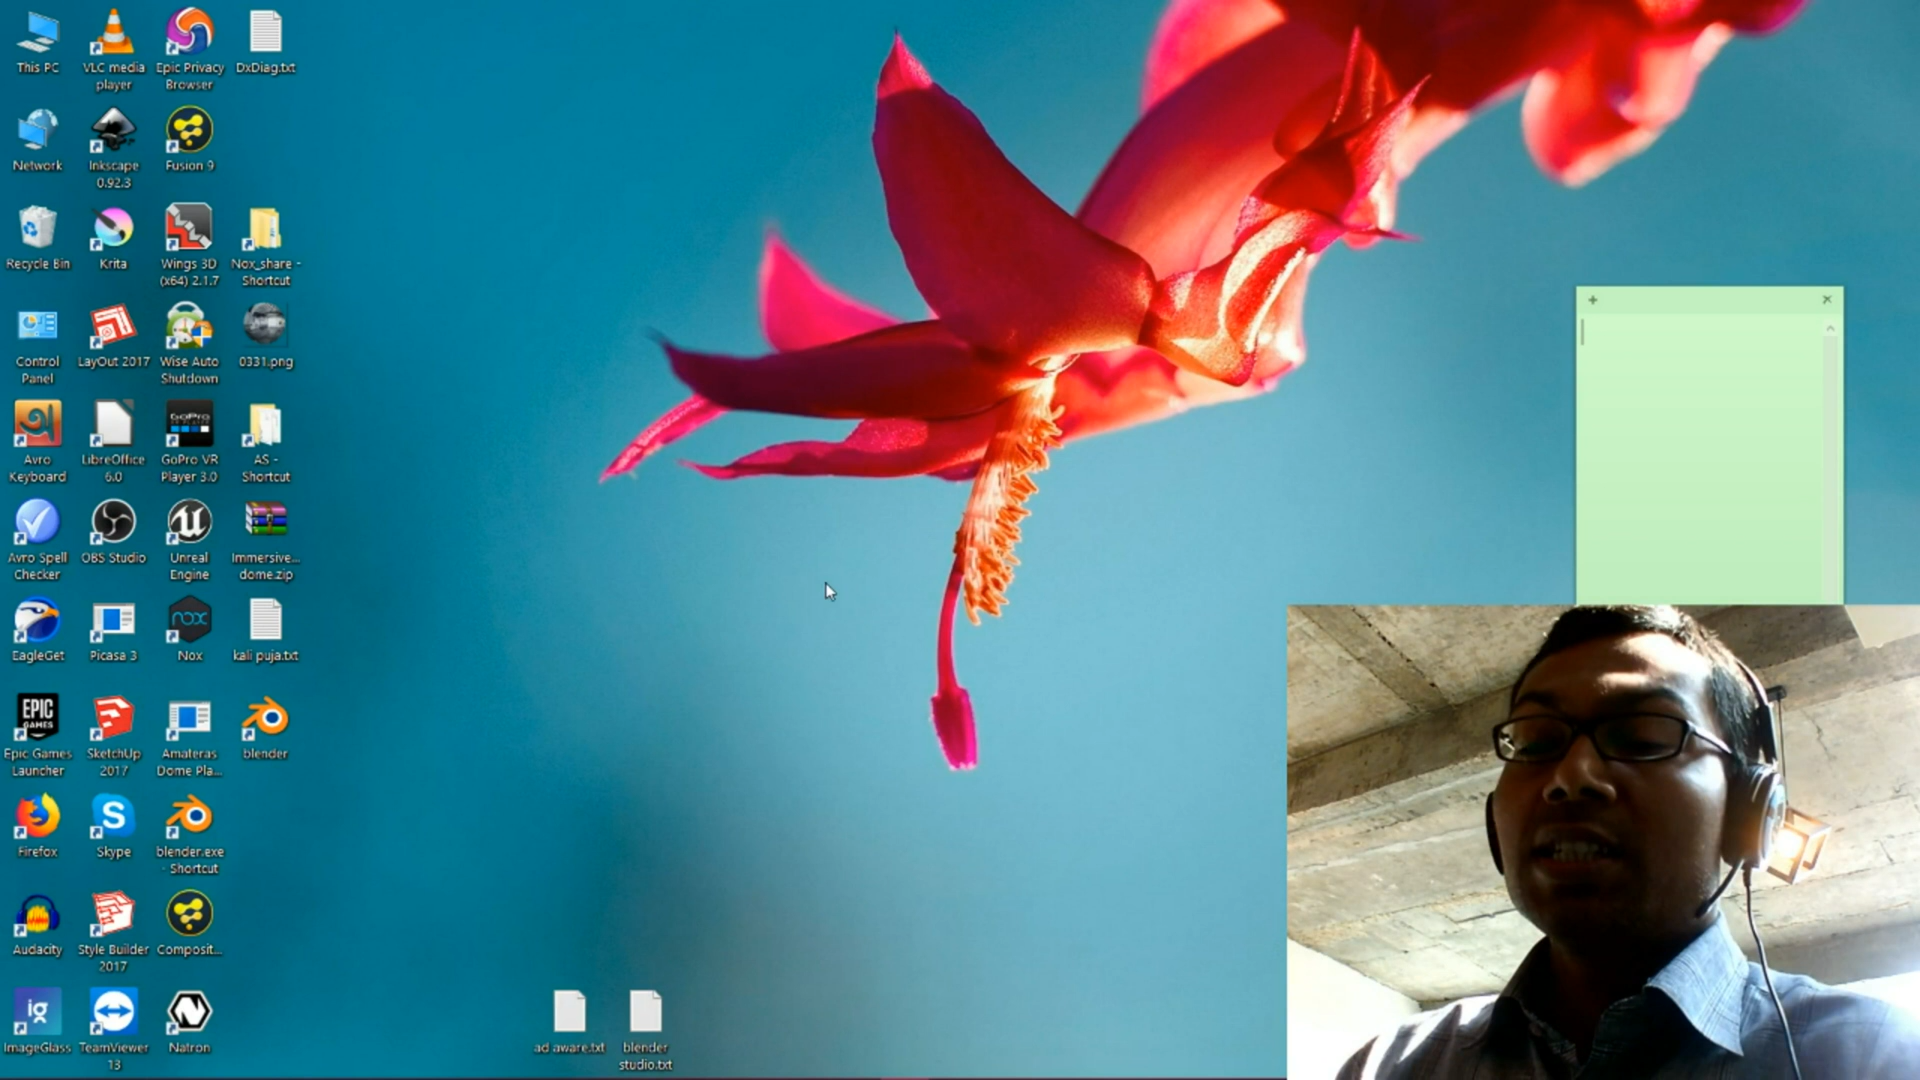 This PC
VLC media
player
Epic Privacy
Browser
DxDiag.txt
Network
Inkscape
0.92.3
Fusion 9
Recycle Bin
Krita
Wings 3D
(x64) 2.1.7
Nox_share -
Shortcut
Control
Panel
LayOut 2017
Wise Auto
Shutdown
0331.png
Avro
Keyboard
LibreOffice
6.0
GoPro
GoPro VR
Player 3.0
AS -
Shortcut
Avro Spell
Checker
OBS Studio
Unreal
Engine
Immersive...
dome.zip
EagleGet
Picasa 3
nox
Nox
kali puja.txt
EPIC
GAMES
Epic Games
Launcher
SketchUp
2017
Amateras
Dome Pla...
blender
Firefox
S
Skype
blender.exe
- Shortcut
Audacity
Style Builder
2017
Composit...
ig
ImageGlass
TeamViewer
13
Natron
ad aware.txt
blender
studio.txt